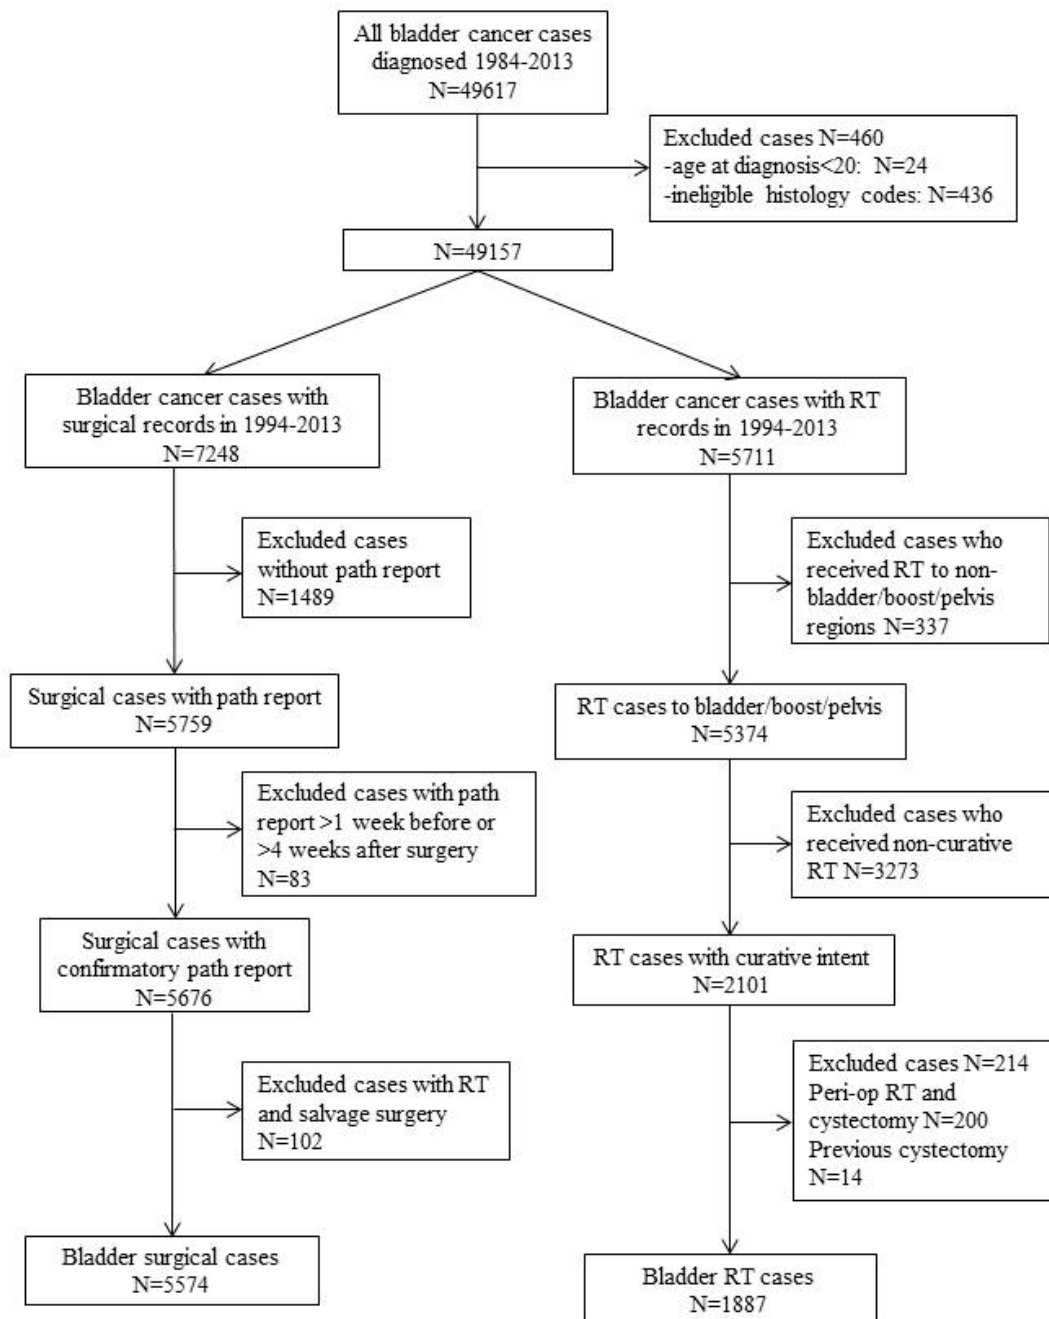 All bladder cancer cases
diagnosed 1984-2013
N=49617
Excluded cases N=460
-age at diagnosis<20: N=24
-ineligible histology codes: N=436
N=49157
Bladder cancer cases with
surgical records in 1994-2013
N=7248
Bladder cancer cases with RT
records in 1994-2013
N=5711
Excluded cases
without path report
N=1489
Excluded cases who
received RT to non-
bladder/boost/pelvis
regions N=337
Surgical cases with path report
N=5759
RT cases to bladder/boost/pelvis
N=5374
Excluded cases with path
report >1 week before or
>4 weeks after surgery
N=83
Excluded cases who
received non-curative
RT N=3273
Surgical cases with
confirmatory path report
N=5676
RT cases with curative intent
N=2101
Excluded cases with RT
and salvage surgery
N=102
Excluded cases N=214
Peri-op RT and
cystectomy N=200
Previous cystectomy
N=14
Bladder surgical cases
N=5574
Bladder RT cases
N=1887